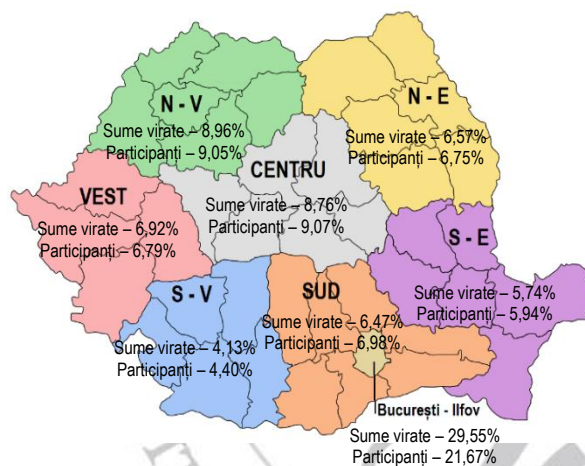 N - V
Sume virate – 8,96%
Participanți – 9,05%
N - E
Sume virate – 6,57%
Participanți – 6,75%
CENTRU
Sume virate – 8,76%
Participanți – 9,07%
VEST
Sume virate – 6,92%
Participanți – 6,79%
S - E
Sume virate – 5,74%
Participanți – 5,94%
S - V
Sume virate – 4,13%
Participanți – 4,40%
SUD
Sume virate – 6,47%
Participanți – 6,98%
București - Ilfov
Sume virate – 29,55%
Participanți – 21,67%